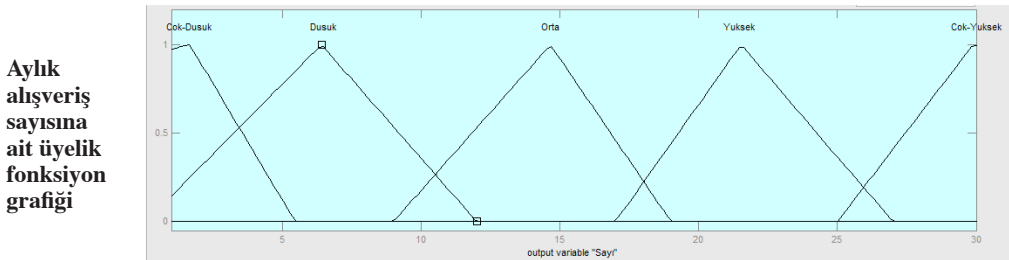 Aylık
alışveriş
sayısına
ait üyelik
fonksiyon
grafiği
Cok-Dusuk Dusuk Orta Yuksek Cok-Yuksek
1
0.5
0
5 10 15 20 25 30
output variable "Sayı"